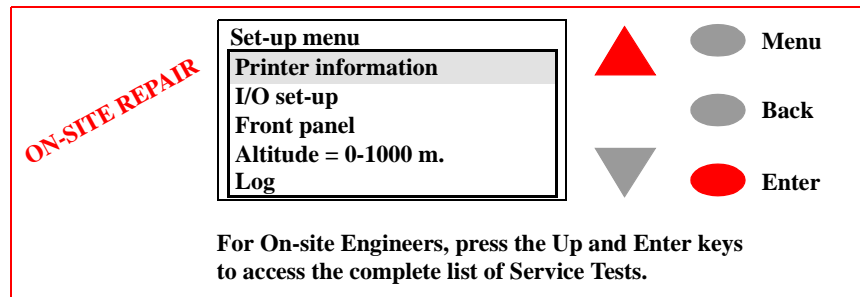 ON-SITE REPAIR
Set-up menu
Printer information
I/O set-up
Front panel
Altitude = 0-1000 m.
Log
Menu
Back
Enter
For On-site Engineers, press the Up and Enter keys
to access the complete list of Service Tests.